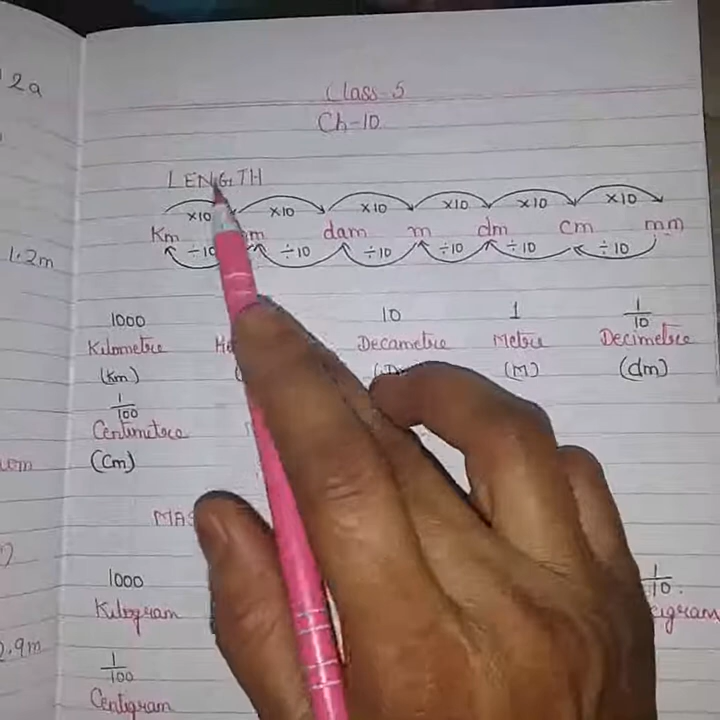 2a
Class-5
Ch-10
LENGTH
×10 ×10 ×10 ×10 ×10 ×10
Km dam m dm cm mm
÷10 ÷10 ÷10 ÷10 ÷10 ÷10
1.2m
1000 10 1 1/10
Kilometre Decametre Metre Decimetre
(Km) (M) (dm)
1/100
Centimetre
(Cm)
1000 1/10
Kilogram
2.9m
1/100
Centigram